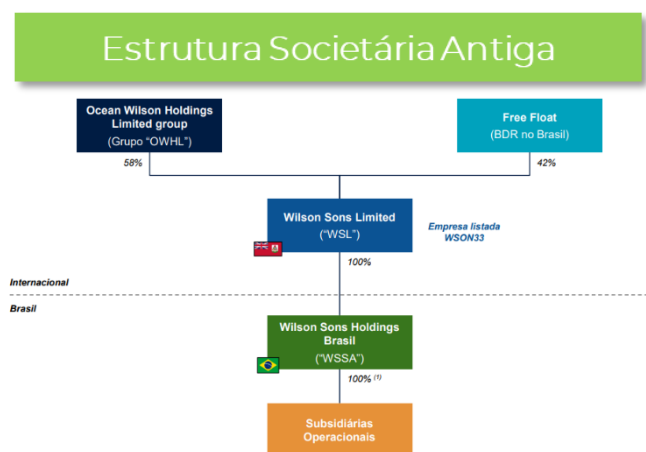 Estrutura Societária Antiga
Ocean Wilson Holdings
Limited group
(Grupo “OWHL”)
Free Float
(BDR no Brasil)
58%
42%
Wilson Sons Limited
(“WSL”)
Empresa listada
WSON33
100%
Internacional
Brasil
Wilson Sons Holdings
Brasil
(“WSSA”)
100% (1)
Subsidiárias
Operacionais